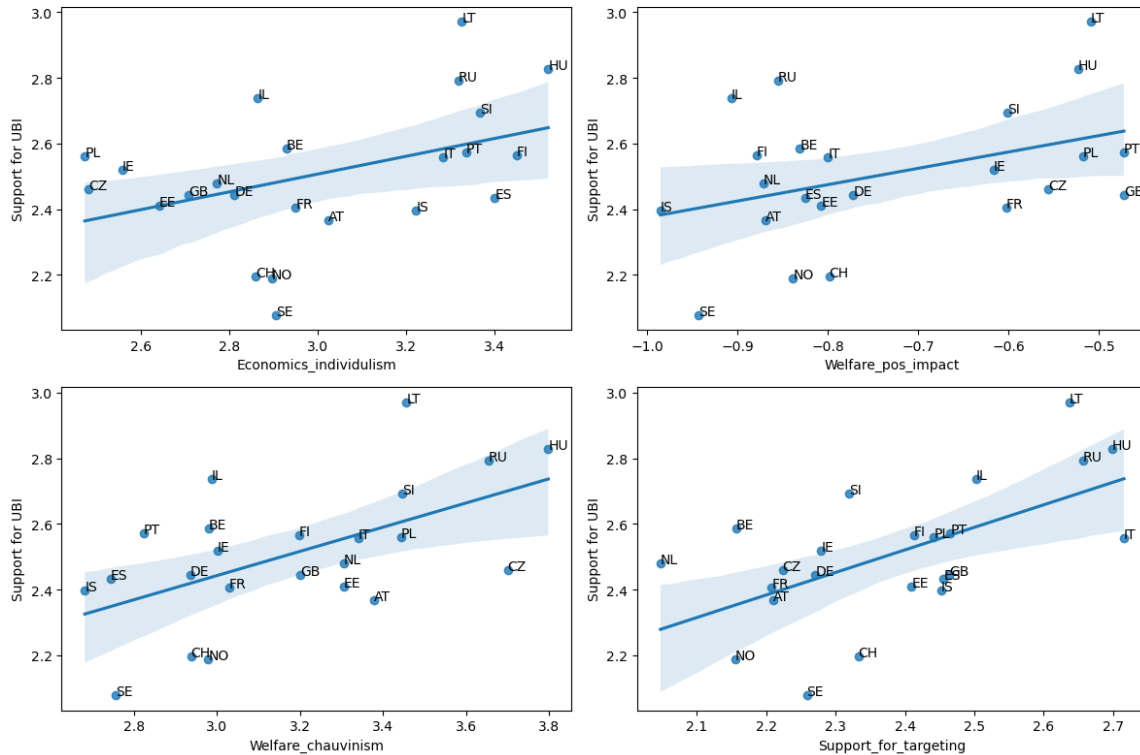 3.0
2.8
2.6
2.4
2.2
Support for UBI
LT
HU
RU
IL
SI
BE
PL
IE
IT
PT
FI
CZ
NL
GB
DE
EE
FR
ES
IS
AT
CH
NO
SE
2.6
2.8
3.0
3.2
3.4
Economics_individulism
3.0
2.8
2.6
2.4
2.2
Support for UBI
LT
HU
RU
IL
SI
BE
FI
IT
PL
PT
IE
NL
CZ
ES
DE
GB
EE
FR
IS
AT
NO
CH
SE
−1.0
−0.9
−0.8
−0.7
−0.6
−0.5
Welfare_pos_impact
3.0
2.8
2.6
2.4
2.2
Support for UBI
LT
HU
RU
IL
SI
BE
PT
FI
IT
PL
IE
NL
CZ
ES
DE
GB
IS
FR
EE
AT
CH
NO
SE
2.8
3.0
3.2
3.4
3.6
3.8
Welfare_chauvinism
3.0
2.8
2.6
2.4
2.2
Support for UBI
LT
HU
RU
IL
SI
BE
FI
PL
PT
IT
IE
NL
CZ
DE
GB
ES
FR
EE
IS
AT
NO
CH
SE
2.1
2.2
2.3
2.4
2.5
2.6
2.7
Support_for_targeting